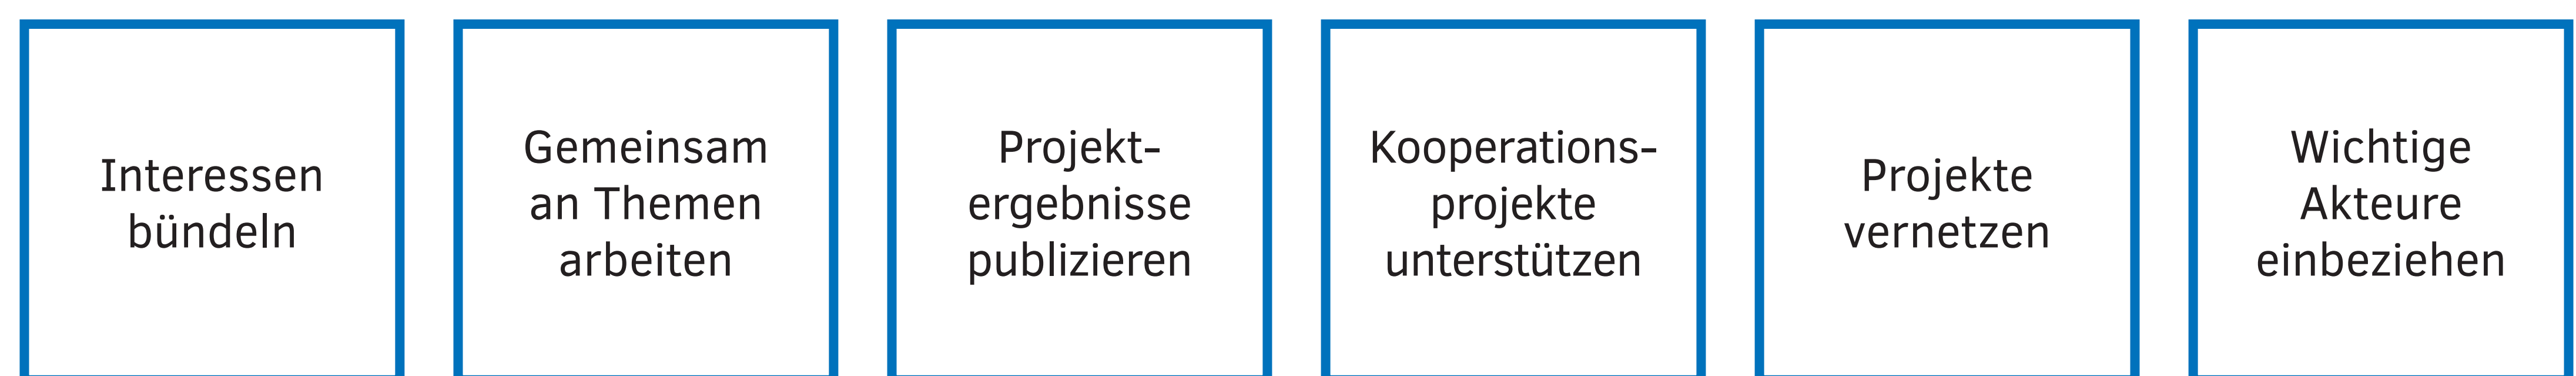 Interessen
bündeln
Gemeinsam
an Themen
arbeiten
Projekt-
ergebnisse
publizieren
Kooperations-
projekte
unterstützen
Projekte
vernetzen
Wichtige
Akteure
einbeziehen